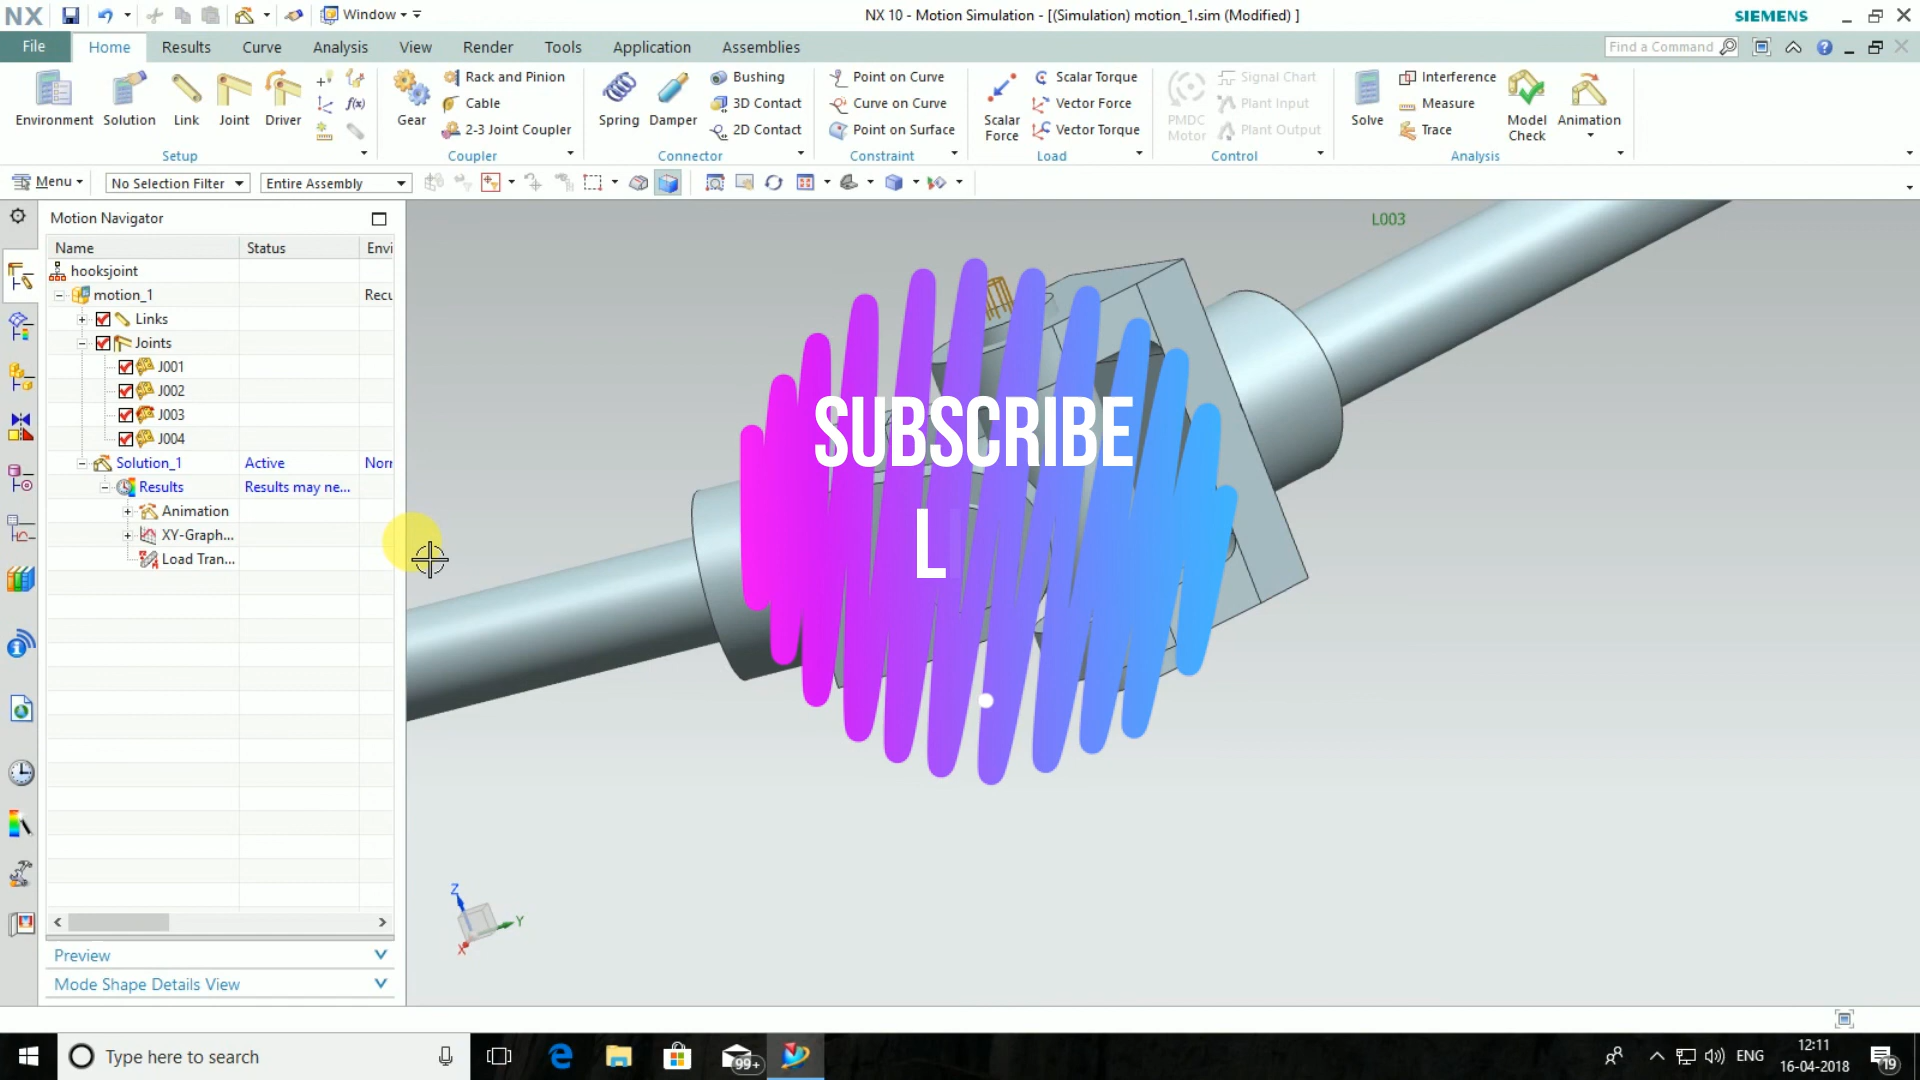 NX
Window
NX 10 - Motion Simulation - [(Simulation) motion_1.sim (Modified) ]
SIEMENS
File
Home
Results
Curve
Analysis
View
Render
Tools
Application
Assemblies
Find a Command
Environment
Solution
Link
Joint
Driver
f(x)
Setup
Gear
Rack and Pinion
Cable
2-3 Joint Coupler
Coupler
Spring
Damper
Bushing
3D Contact
2D Contact
Connector
Point on Curve
Curve on Curve
Point on Surface
Constraint
Scalar
Force
Scalar Torque
Vector Force
Vector Torque
Load
PMDC
Motor
Signal Chart
Plant Input
Plant Output
Control
Solve
Interference
Measure
Trace
Model
Check
Animation
Analysis
Menu
No Selection Filter
Entire Assembly
Motion Navigator
Name
Status
Envi
hooksjoint
motion_1
Recu
Links
Joints
J001
J002
J003
J004
Solution_1
Active
Norr
Results
Results may ne...
Animation
XY-Graph...
Load Tran...
Preview
Mode Shape Details View
L003
SUBSCRIBE
L
Z
Y
X
Type here to search
99+
ENG
12:11
16-04-2018
19